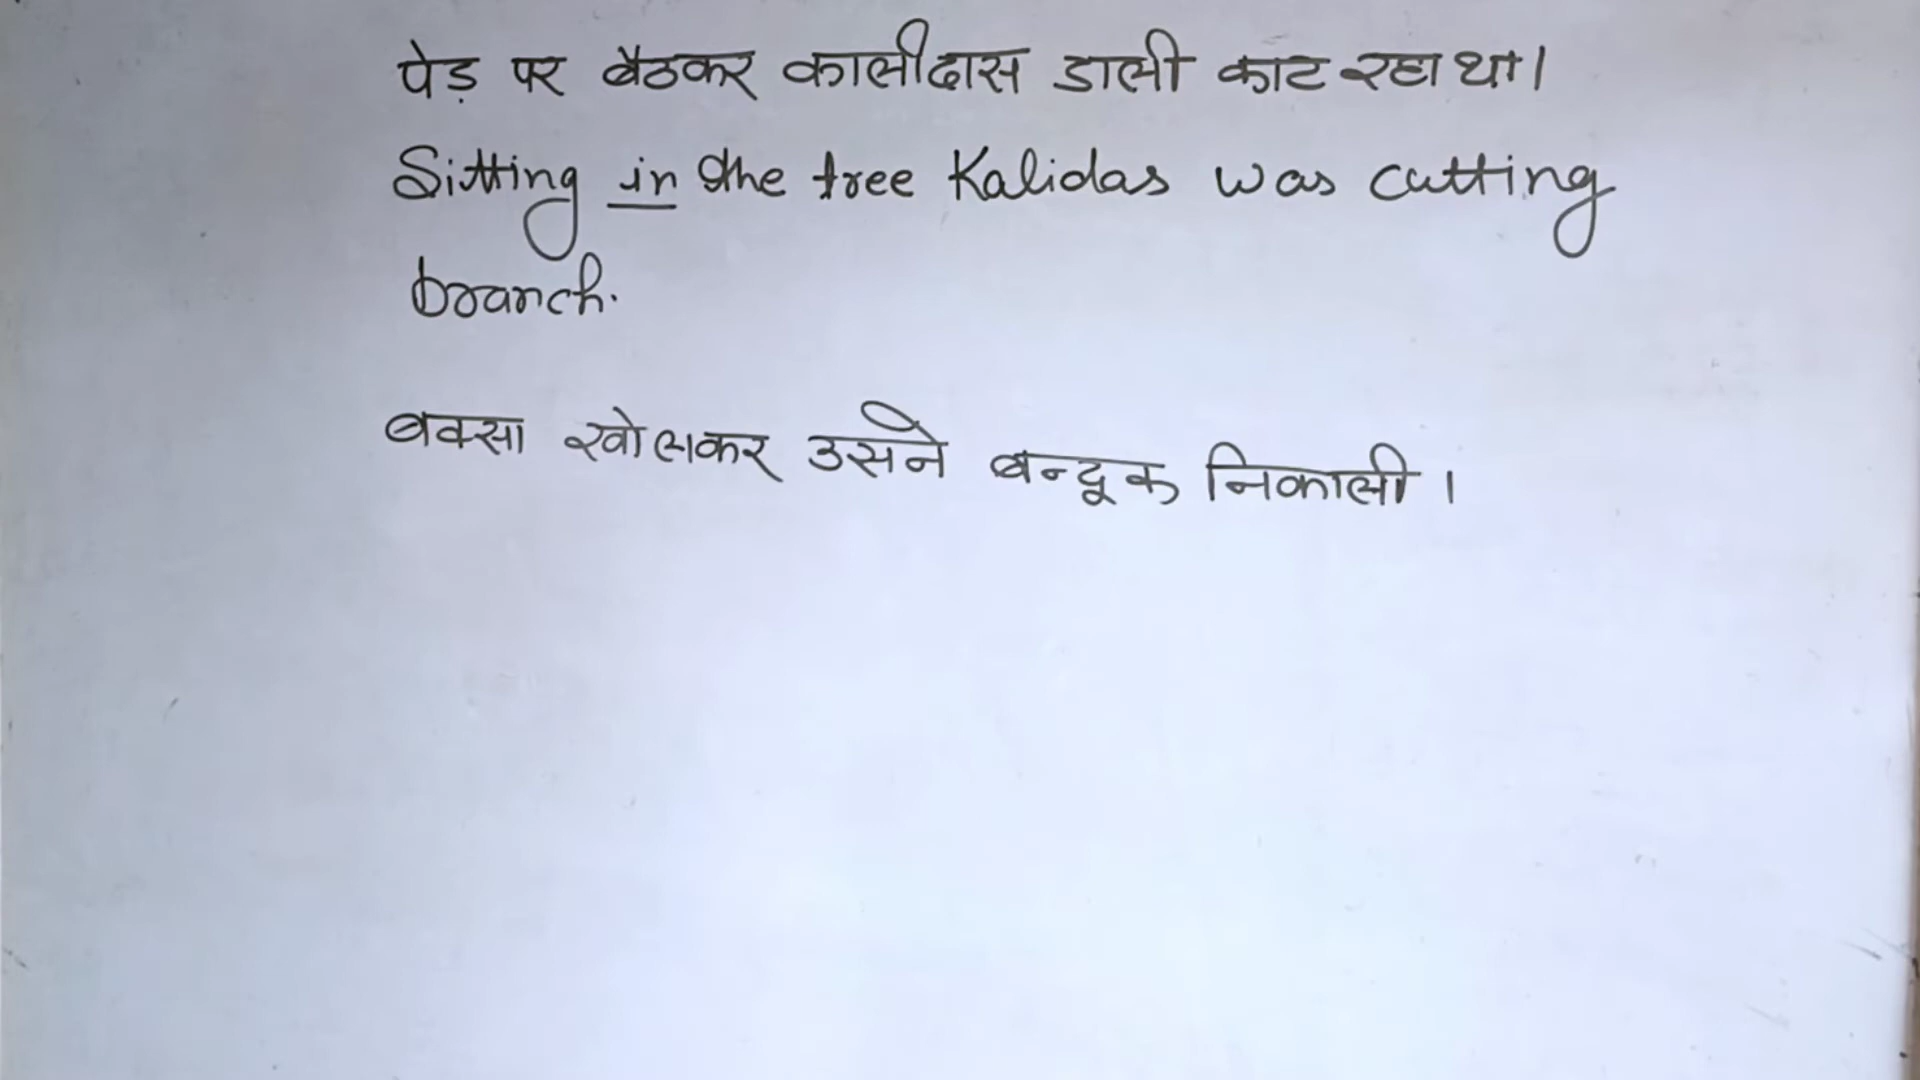 पेड़ पर बैठकर कालीदास डाली काट रहा था।
Sitting in the tree Kalidas was cutting
branch.
बक्सा खोलकर उसने बन्दूक निकाली।